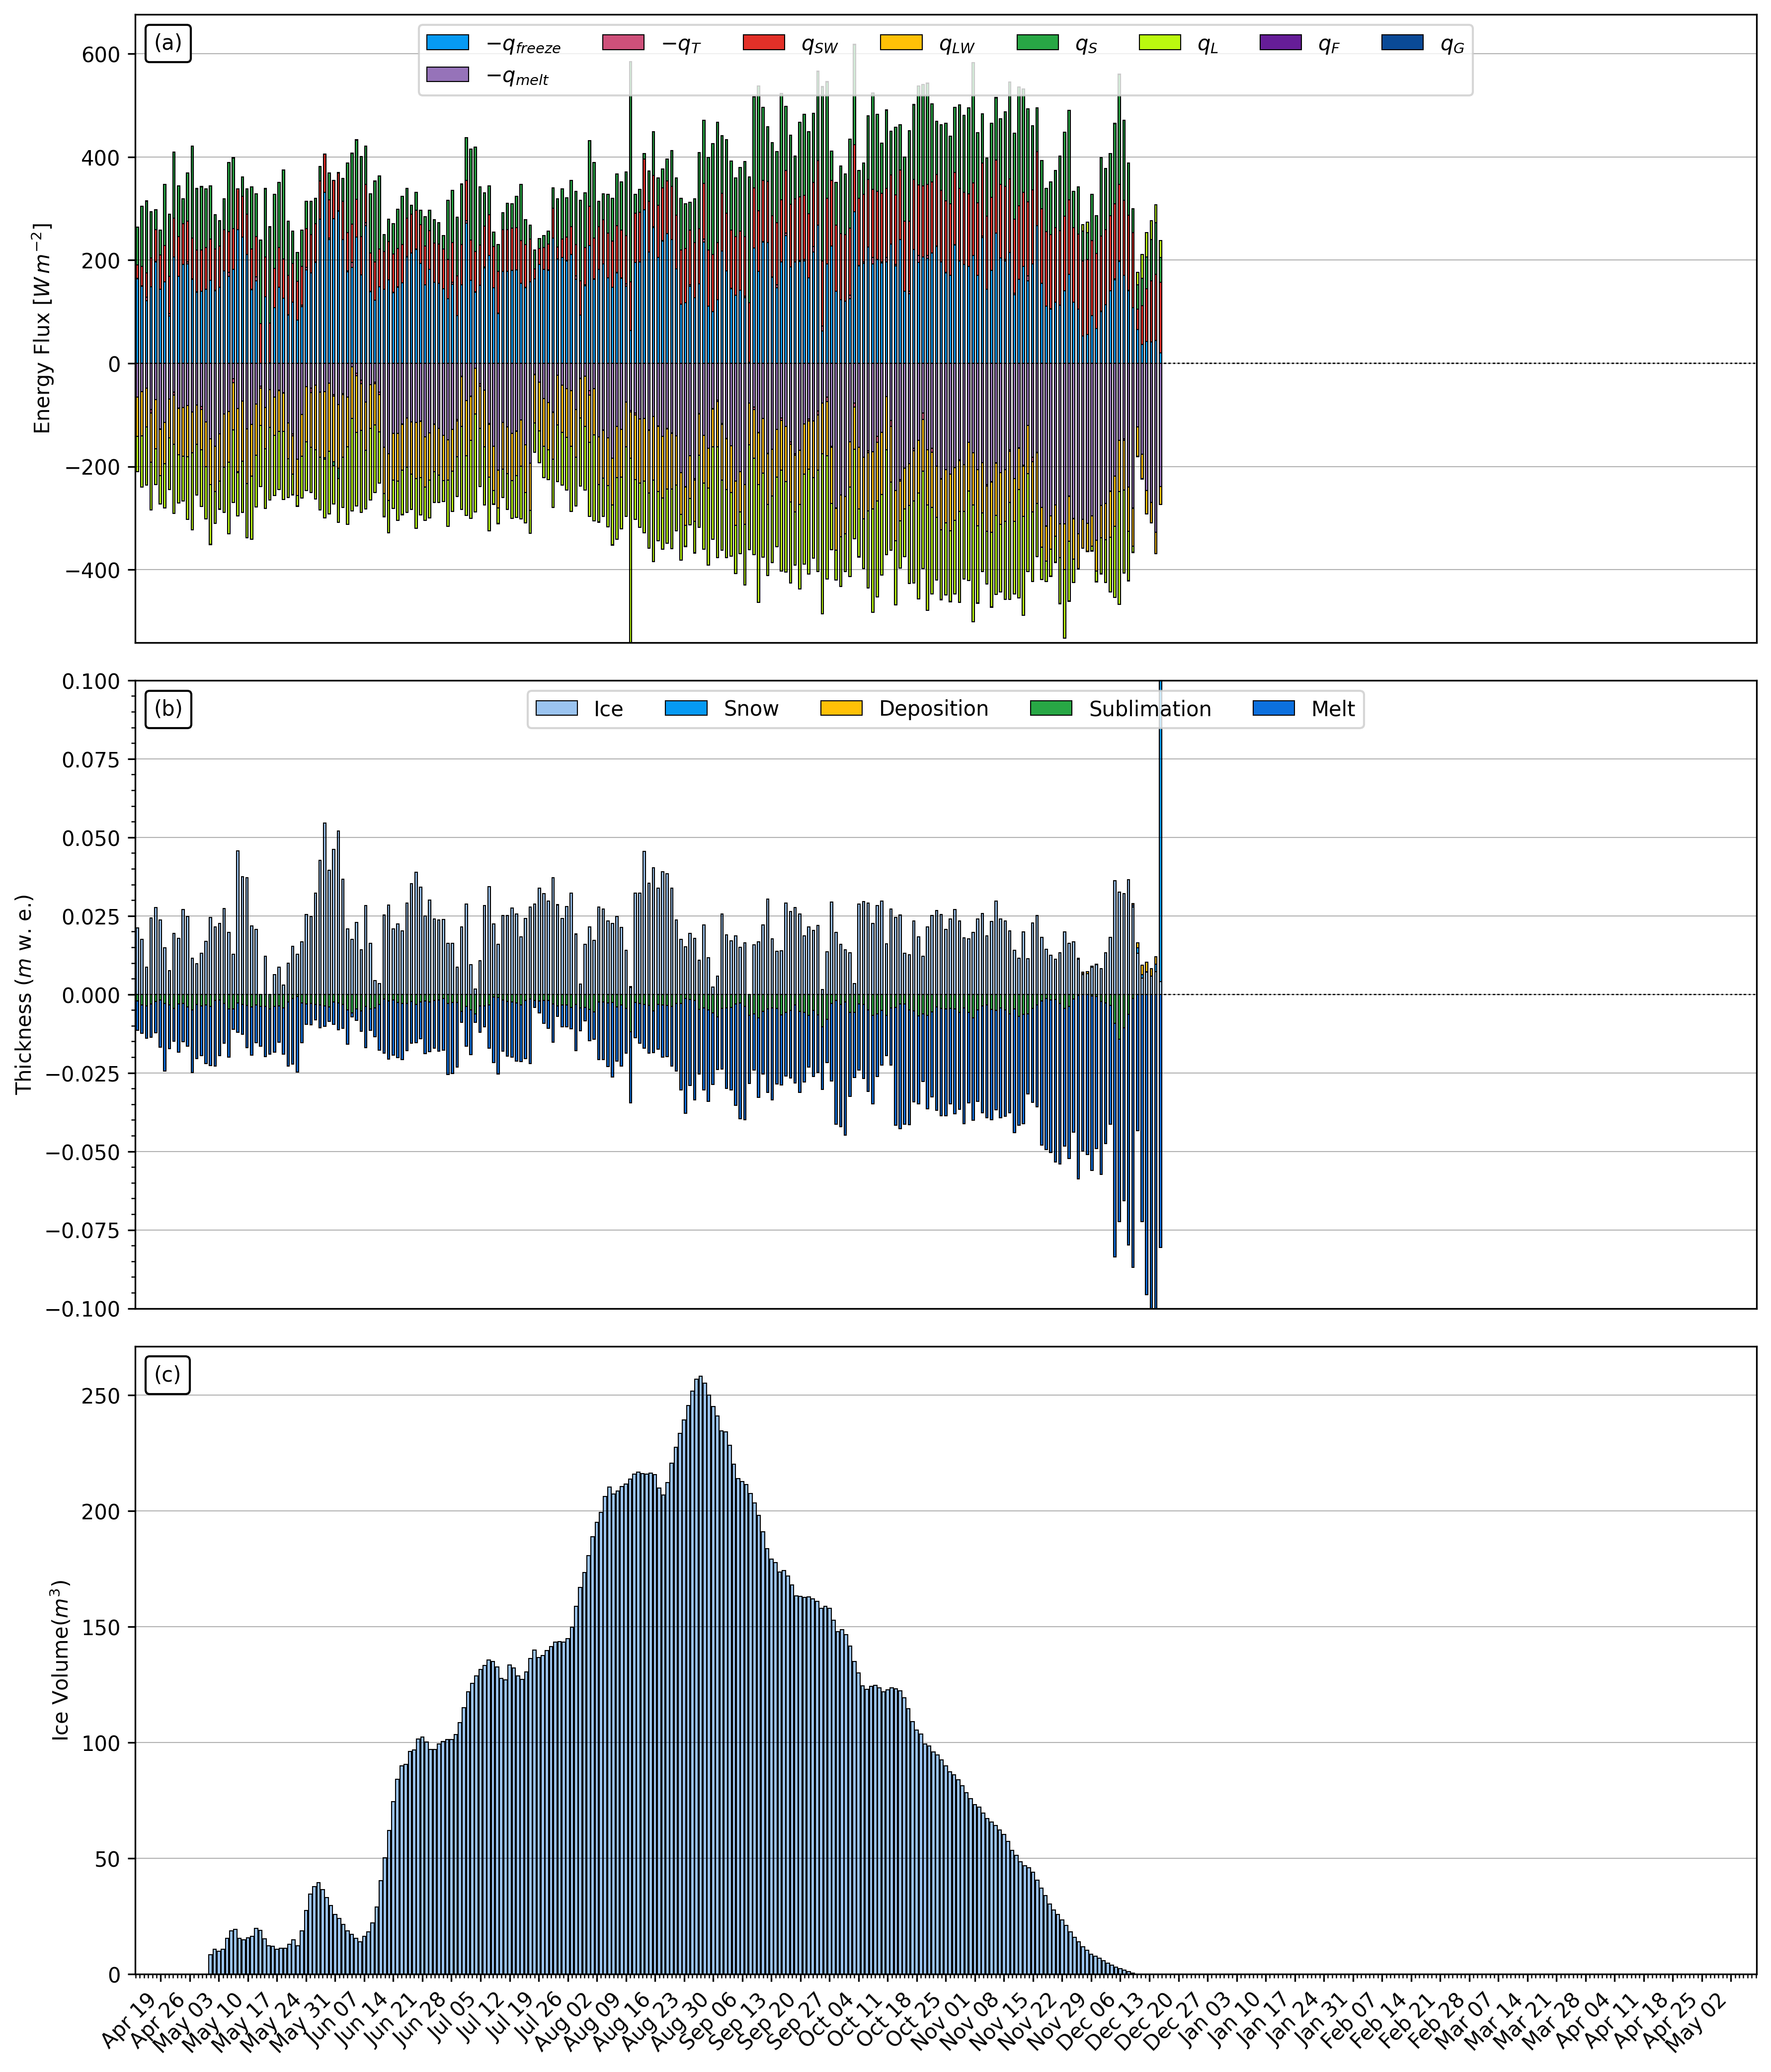 (a)
−q_freeze −q_T q_SW q_LW q_S q_L q_F q_G
−q_melt
Energy Flux [W m⁻²]
600
400
200
0
−200
−400
(b)
Ice Snow Deposition Sublimation Melt
Thickness (m w. e.)
0.100
0.075
0.050
0.025
0.000
−0.025
−0.050
−0.075
−0.100
(c)
Ice Volume(m³)
250
200
150
100
50
0
Apr 19 Apr 26 May 03 May 10 May 17 May 24 May 31 Jun 07 Jun 14 Jun 21 Jun 28 Jul 05 Jul 12 Jul 19 Jul 26 Aug 02 Aug 09 Aug 16 Aug 23 Aug 30 Sep 06 Sep 13 Sep 20 Sep 27 Oct 04 Oct 11 Oct 18 Oct 25 Nov 01 Nov 08 Nov 15 Nov 22 Nov 29 Dec 06 Dec 13 Dec 20 Dec 27 Jan 03 Jan 10 Jan 17 Jan 24 Jan 31 Feb 07 Feb 14 Feb 21 Feb 28 Mar 07 Mar 14 Mar 21 Mar 28 Apr 04 Apr 11 Apr 18 Apr 25 May 02